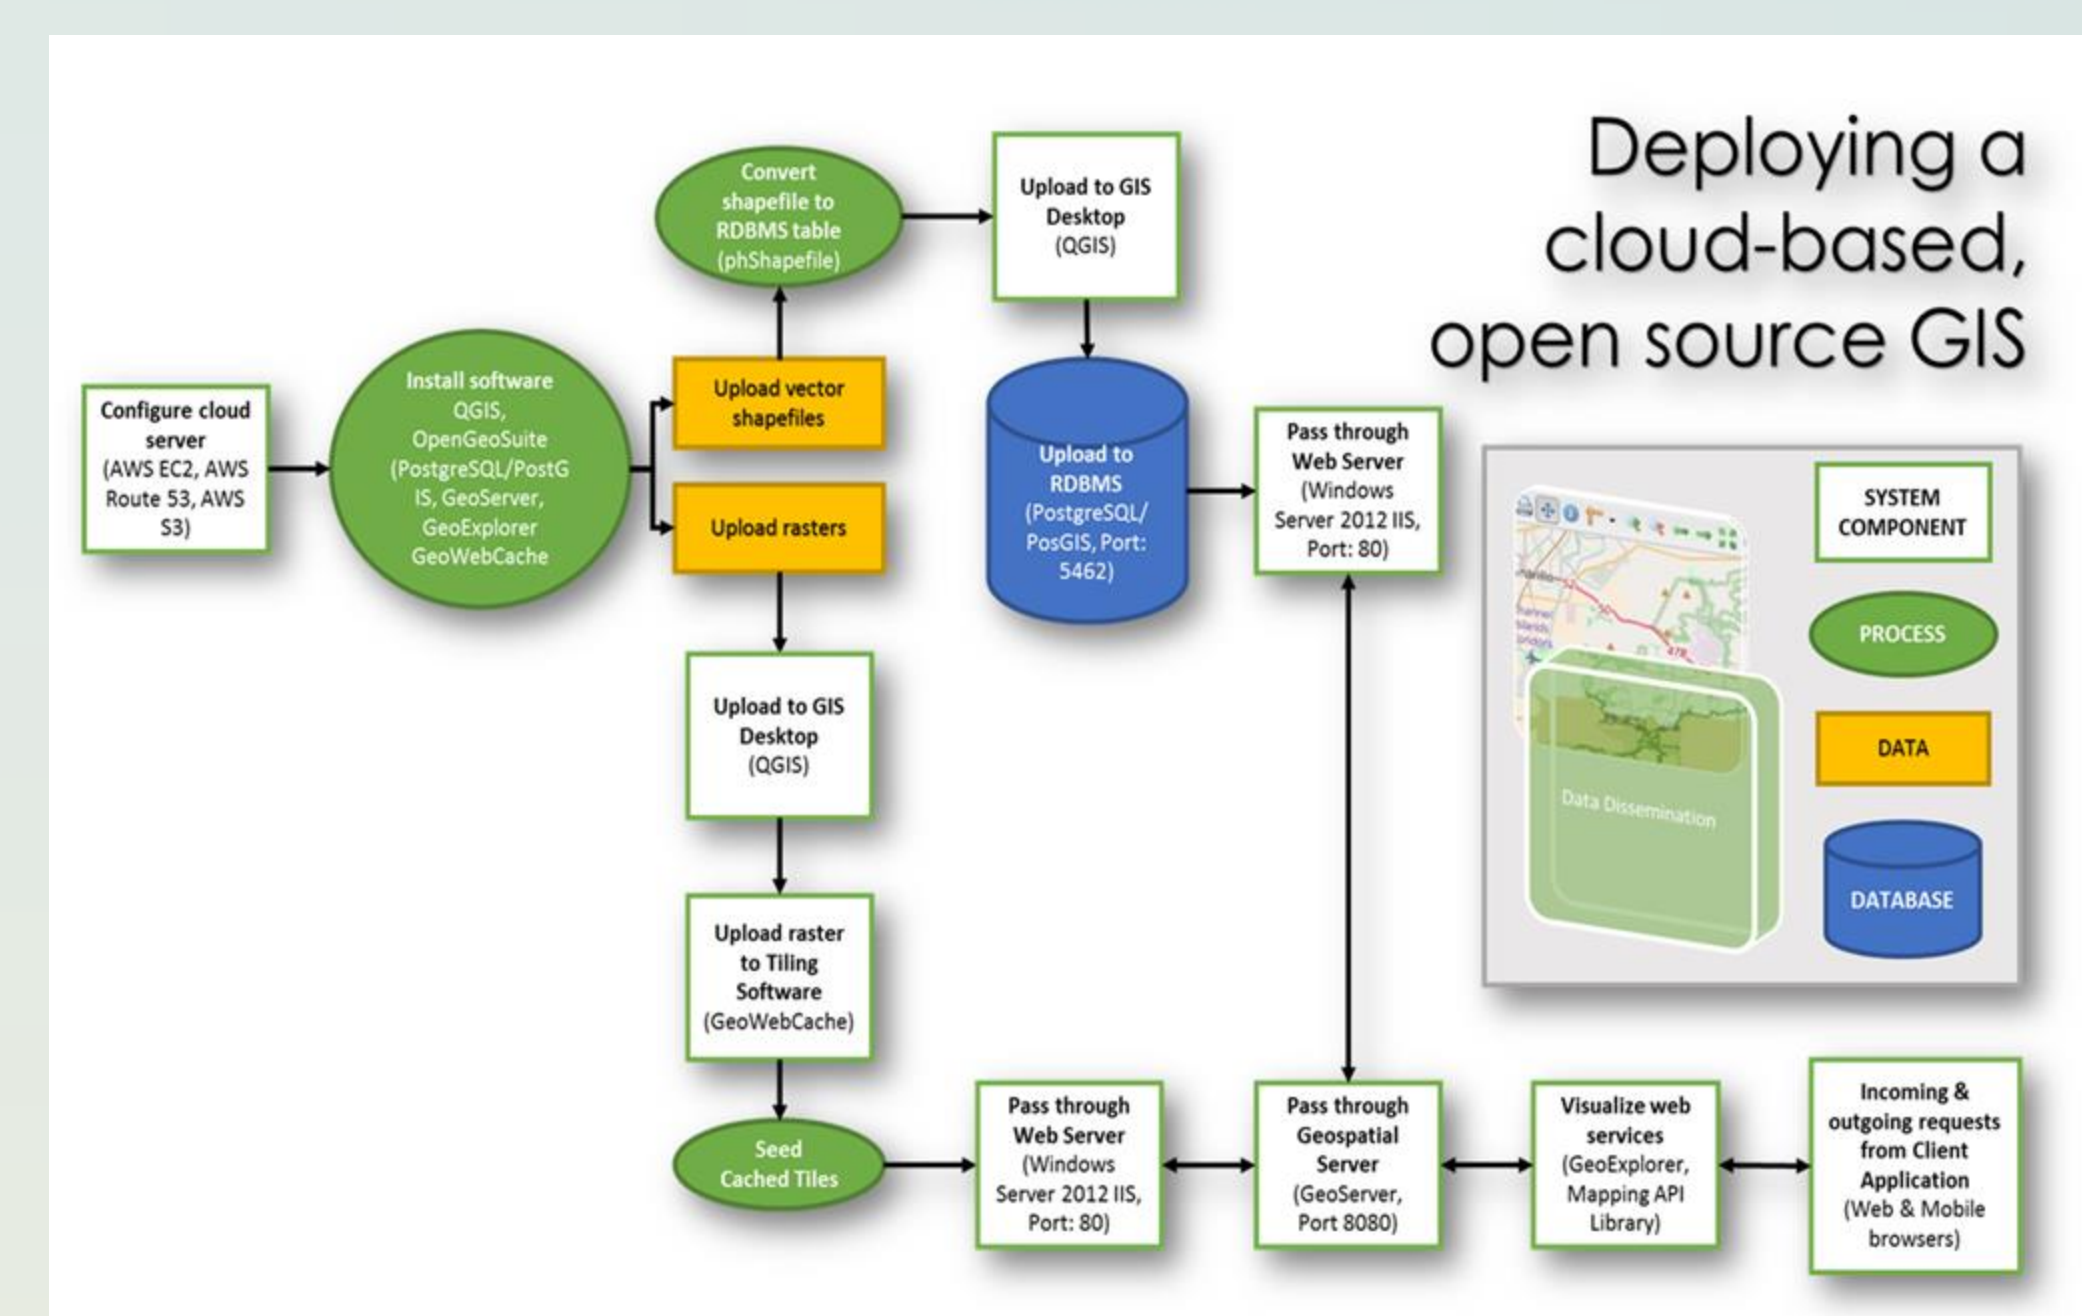 Deploying a
cloud-based,
open source GIS
Configure cloud
server
(AWS EC2, AWS
Route 53, AWS
S3)
Install software
QGIS,
OpenGeoSuite
(PostgreSQL/PostG
IS, GeoServer,
GeoExplorer
GeoWebCache
Upload vector
shapefiles
Upload rasters
Convert
shapefile to
RDBMS table
(phShapefile)
Upload to GIS
Desktop
(QGIS)
Upload to
RDBMS
(PostgreSQL/
PosGIS, Port:
5462)
Pass through
Web Server
(Windows
Server 2012 IIS,
Port: 80)
Upload to GIS
Desktop
(QGIS)
Upload raster
to Tiling
Software
(GeoWebCache)
Seed
Cached Tiles
Pass through
Web Server
(Windows
Server 2012 IIS,
Port: 80)
Pass through
Geospatial
Server
(GeoServer,
Port 8080)
Visualize web
services
(GeoExplorer,
Mapping API
Library)
Incoming &
outgoing requests
from Client
Application
(Web & Mobile
browsers)
Data Dissemination
SYSTEM
COMPONENT
PROCESS
DATA
DATABASE